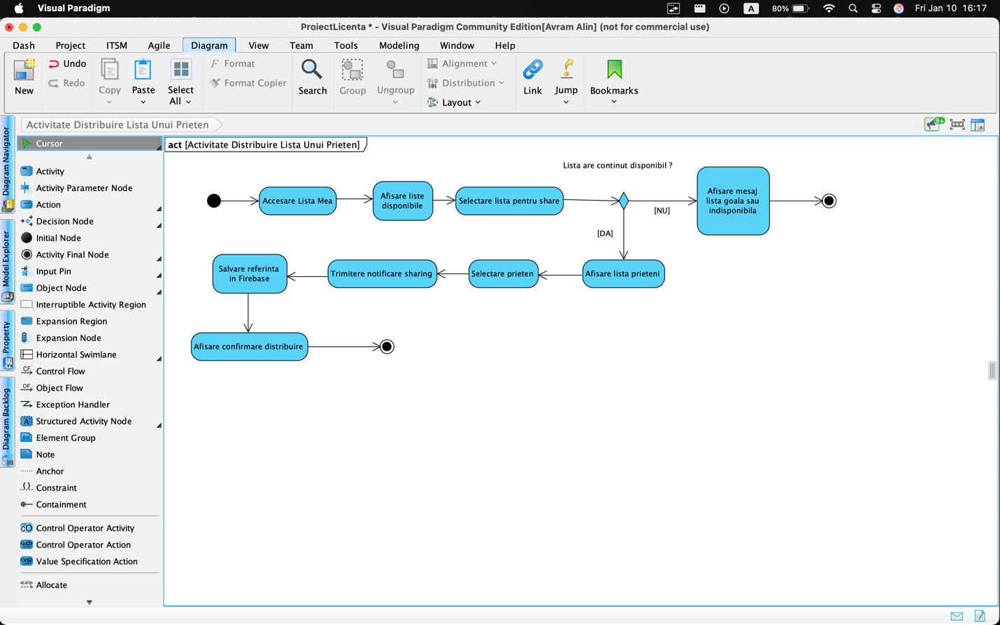 Visual Paradigm
A
80%
Fri Jan 10 16:17
ProiectLicenta * - Visual Paradigm Community Edition[Avram Alin] (not for commercial use)
Dash Project ITSM Agile Diagram View Team Tools Modeling Window Help
New
Undo
Redo
Copy
Paste
Select
All
Format
Format Copier
Search
Group
Ungroup
Alignment
Distribution
Layout
Link
Jump
Bookmarks
Activitate Distribuire Lista Unui Prieten
9+
Diagram Navigator
Model Explorer
Property
Diagram Backlog
Cursor
Activity
Activity Parameter Node
Action
Decision Node
Initial Node
Activity Final Node
Input Pin
Object Node
Interruptible Activity Region
Expansion Region
Expansion Node
Horizontal Swimlane
Control Flow
Object Flow
Exception Handler
Structured Activity Node
Element Group
Note
Anchor
Constraint
Containment
Control Operator Activity
Control Operator Action
Value Specification Action
Allocate
act [Activitate Distribuire Lista Unui Prieten]
Lista are continut disponibil ?
Accesare Lista Mea
Afisare liste
disponibile
Selectare lista pentru share
[NU]
Afisare mesaj
lista goala sau
indisponibila
[DA]
Salvare referinta
in Firebase
Trimitere notificare sharing
Selectare prieten
Afisare lista prieteni
Afisare confirmare distribuire